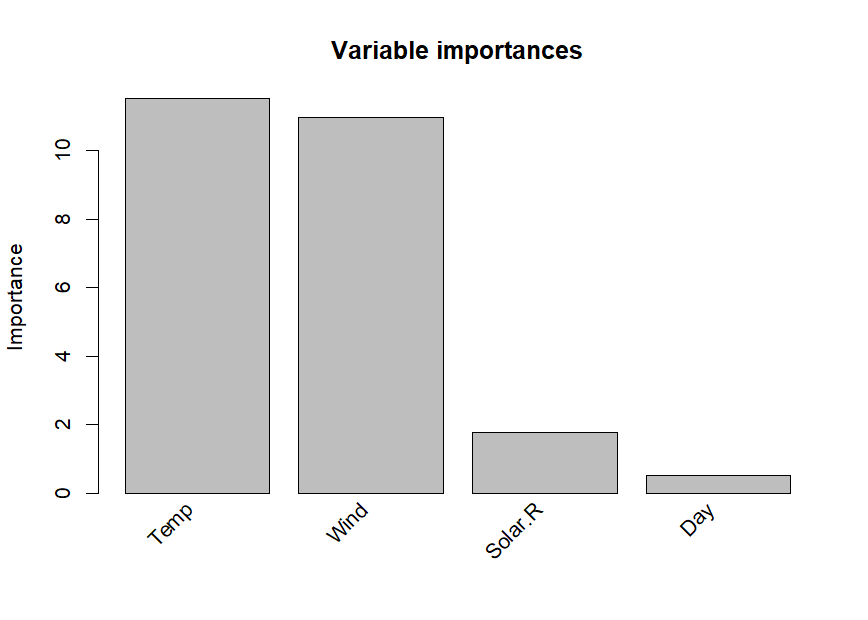 Variable importances
Importance
10
8
6
4
2
0
Temp
Wind
Solar.R
Day